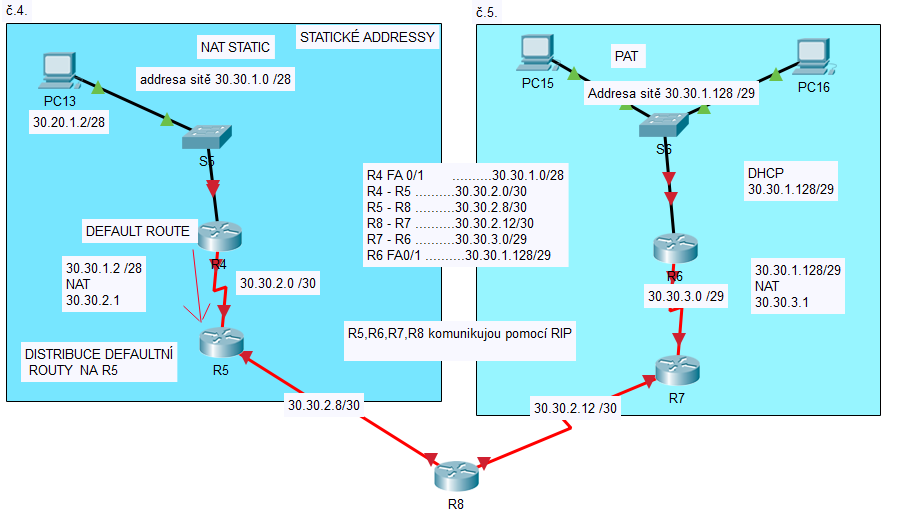 č.4.
č.5.
NAT STATIC
STATICKÉ ADDRESSY
addresa sitě 30.30.1.0 /28
PC13
30.20.1.2/28
S5
PC15
PAT
PC16
Addresa sitě 30.30.1.128 /29
S6
DHCP
30.30.1.128/29
R4 FA 0/1 ..........30.30.1.0/28
R4 - R5 ............30.30.2.0/30
R5 - R8 ............30.30.2.8/30
R8 - R7 ............30.30.2.12/30
R7 - R6 ............30.30.3.0/29
R6 FA0/1 ...........30.30.1.128/29
DEFAULT ROUTE
R4
30.30.1.2 /28
NAT
30.30.2.1
30.30.2.0 /30
R6
30.30.3.0 /29
30.30.1.128/29
NAT
30.30.3.1
R5,R6,R7,R8 komunikujou pomocí RIP
DISTRIBUCE DEFAULTNÍ
ROUTY NA R5
R5
R7
30.30.2.8/30
30.30.2.12 /30
R8